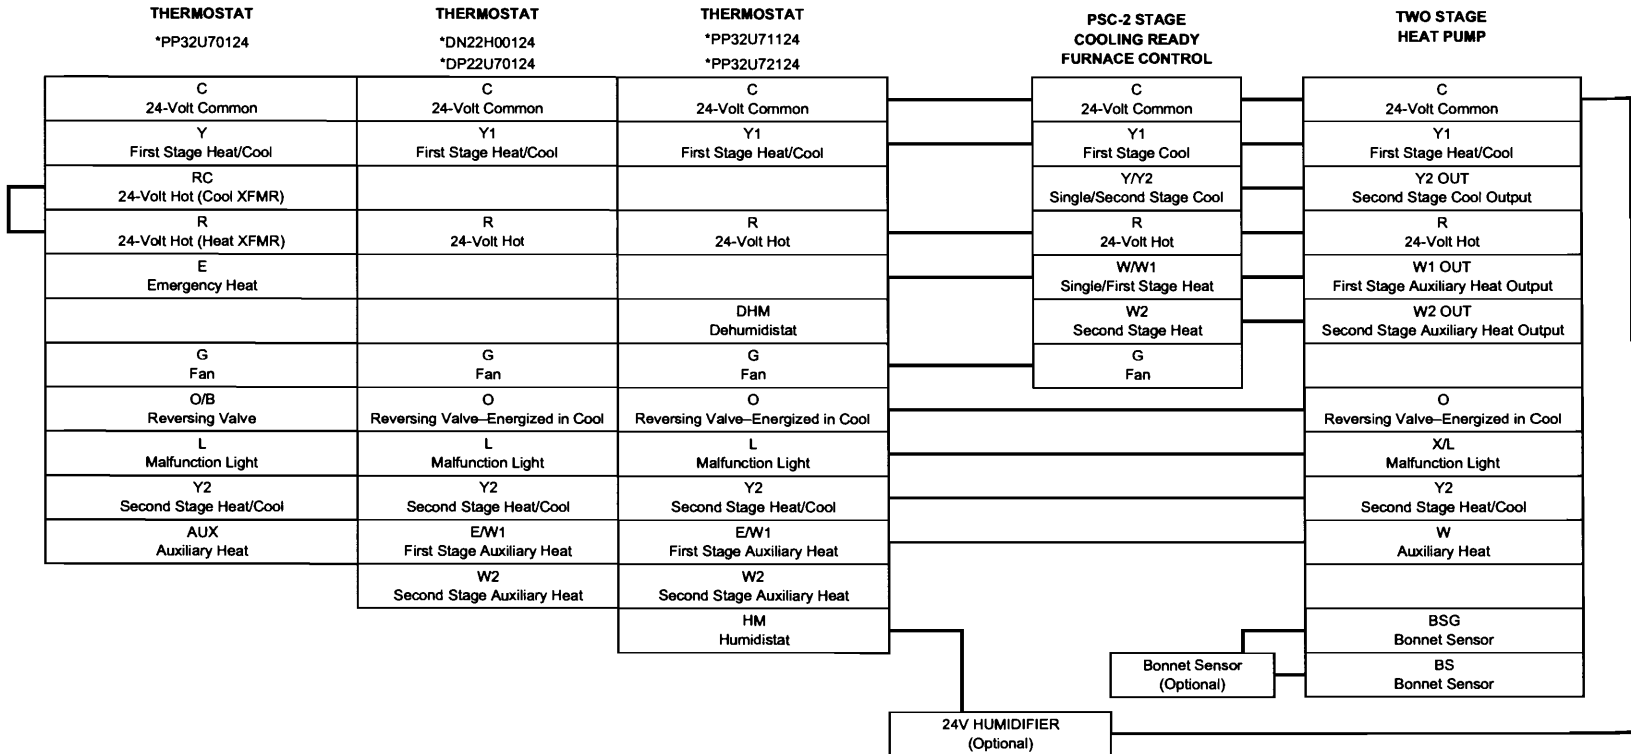 THERMOSTAT
*PP32U70124
C
24-Volt Common
Y
First Stage Heat/Cool
RC
24-Volt Hot (Cool XFMR)
R
24-Volt Hot (Heat XFMR)
E
Emergency Heat
G
Fan
O/B
Reversing Valve
L
Malfunction Light
Y2
Second Stage Heat/Cool
AUX
Auxiliary Heat
THERMOSTAT
*DN22H00124
*DP22U70124
C
24-Volt Common
Y1
First Stage Heat/Cool
R
24-Volt Hot
G
Fan
O
Reversing Valve–Energized in Cool
L
Malfunction Light
Y2
Second Stage Heat/Cool
E/W1
First Stage Auxiliary Heat
W2
Second Stage Auxiliary Heat
THERMOSTAT
*PP32U71124
*PP32U72124
C
24-Volt Common
Y1
First Stage Heat/Cool
R
24-Volt Hot
DHM
Dehumidistat
G
Fan
O
Reversing Valve–Energized in Cool
L
Malfunction Light
Y2
Second Stage Heat/Cool
E/W1
First Stage Auxiliary Heat
W2
Second Stage Auxiliary Heat
HM
Humidistat
PSC-2 STAGE
COOLING READY
FURNACE CONTROL
C
24-Volt Common
Y1
First Stage Cool
Y/Y2
Single/Second Stage Cool
R
24-Volt Hot
W/W1
Single/First Stage Heat
W2
Second Stage Heat
G
Fan
TWO STAGE
HEAT PUMP
C
24-Volt Common
Y1
First Stage Heat/Cool
Y2 OUT
Second Stage Cool Output
R
24-Volt Hot
W1 OUT
First Stage Auxiliary Heat Output
W2 OUT
Second Stage Auxiliary Heat Output
O
Reversing Valve–Energized in Cool
X/L
Malfunction Light
Y2
Second Stage Heat/Cool
W
Auxiliary Heat
BSG
Bonnet Sensor
BS
Bonnet Sensor
Bonnet Sensor
(Optional)
24V HUMIDIFIER
(Optional)